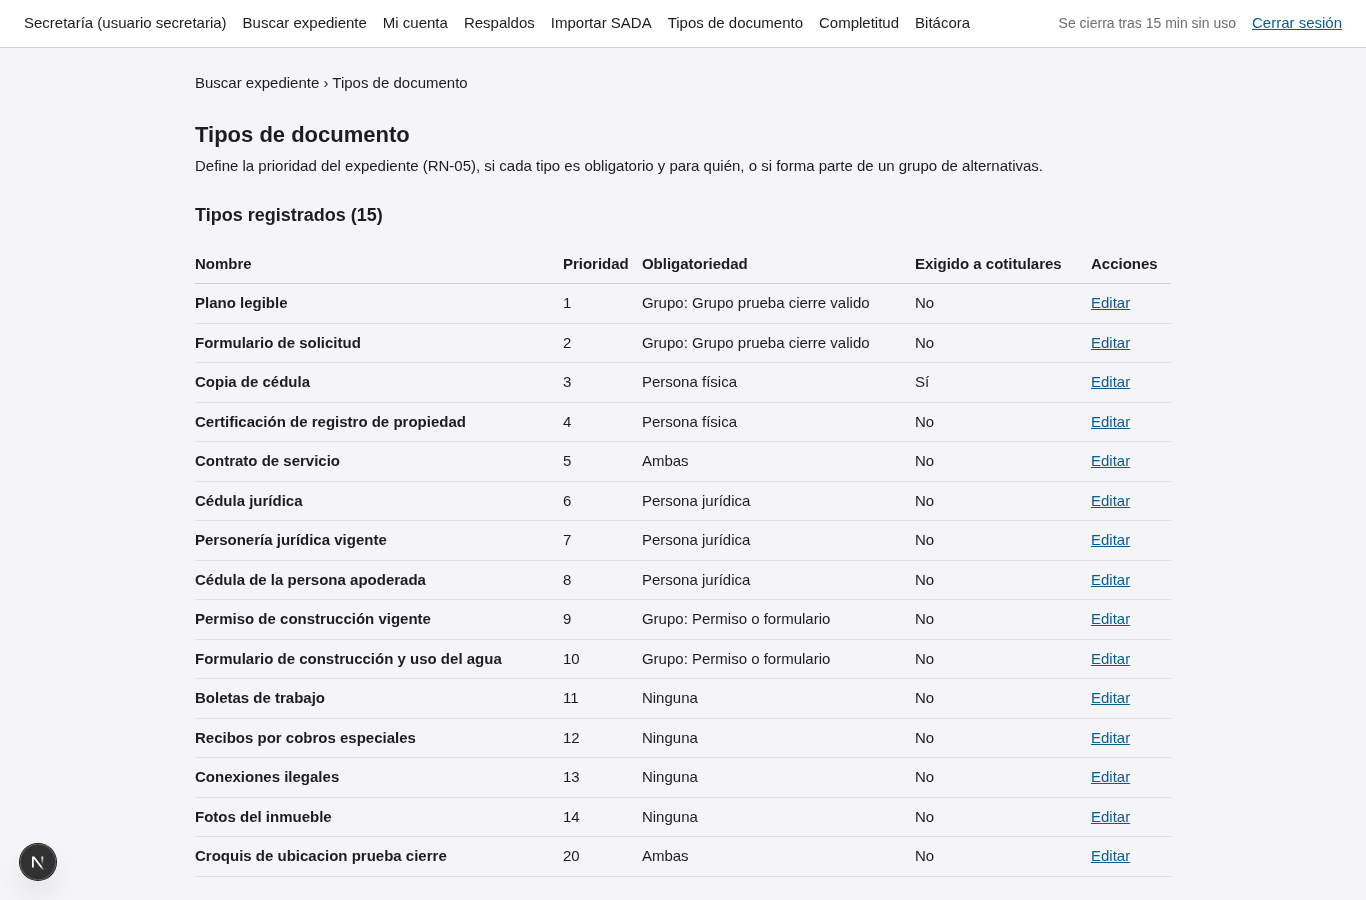 Secretaría (usuario secretaria) Buscar expediente Mi cuenta Respaldos Importar SADA Tipos de documento Completitud Bitácora Se cierra tras 15 min sin uso Cerrar sesión
Buscar expediente › Tipos de documento
Tipos de documento
Define la prioridad del expediente (RN-05), si cada tipo es obligatorio y para quién, o si forma parte de un grupo de alternativas.
Tipos registrados (15)
Nombre Prioridad Obligatoriedad Exigido a cotitulares Acciones
Plano legible 1 Grupo: Grupo prueba cierre valido No Editar
Formulario de solicitud 2 Grupo: Grupo prueba cierre valido No Editar
Copia de cédula 3 Persona física Sí Editar
Certificación de registro de propiedad 4 Persona física No Editar
Contrato de servicio 5 Ambas No Editar
Cédula jurídica 6 Persona jurídica No Editar
Personería jurídica vigente 7 Persona jurídica No Editar
Cédula de la persona apoderada 8 Persona jurídica No Editar
Permiso de construcción vigente 9 Grupo: Permiso o formulario No Editar
Formulario de construcción y uso del agua 10 Grupo: Permiso o formulario No Editar
Boletas de trabajo 11 Ninguna No Editar
Recibos por cobros especiales 12 Ninguna No Editar
Conexiones ilegales 13 Ninguna No Editar
Fotos del inmueble 14 Ninguna No Editar
Croquis de ubicacion prueba cierre 20 Ambas No Editar
N